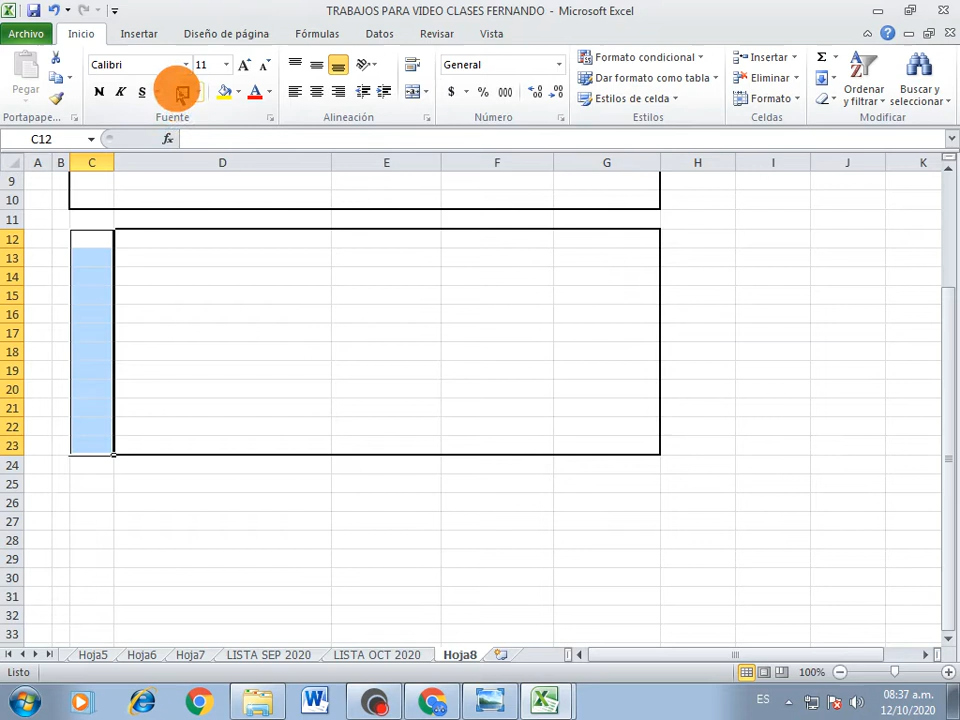 TRABAJOS PARA VIDEO CLASES FERNANDO - Microsoft Excel
Archivo Inicio Insertar Diseño de página Fórmulas Datos Revisar Vista
Pegar
Calibri 11
N K S
General
$ % 000
Formato condicional
Dar formato como tabla
Estilos de celda
Insertar
Eliminar
Formato
Σ
Ordenar y filtrar
Buscar y seleccionar
Portapape... Fuente Alineación Número Estilos Celdas Modificar
C12 fx
A B C D E F G H I J K
9
10
11
12
13
14
15
16
17
18
19
20
21
22
23
24
25
26
27
28
29
30
31
32
33
Hoja5 Hoja6 Hoja7 LISTA SEP 2020 LISTA OCT 2020 Hoja8
Listo 100%
ES 08:37 a.m.
12/10/2020